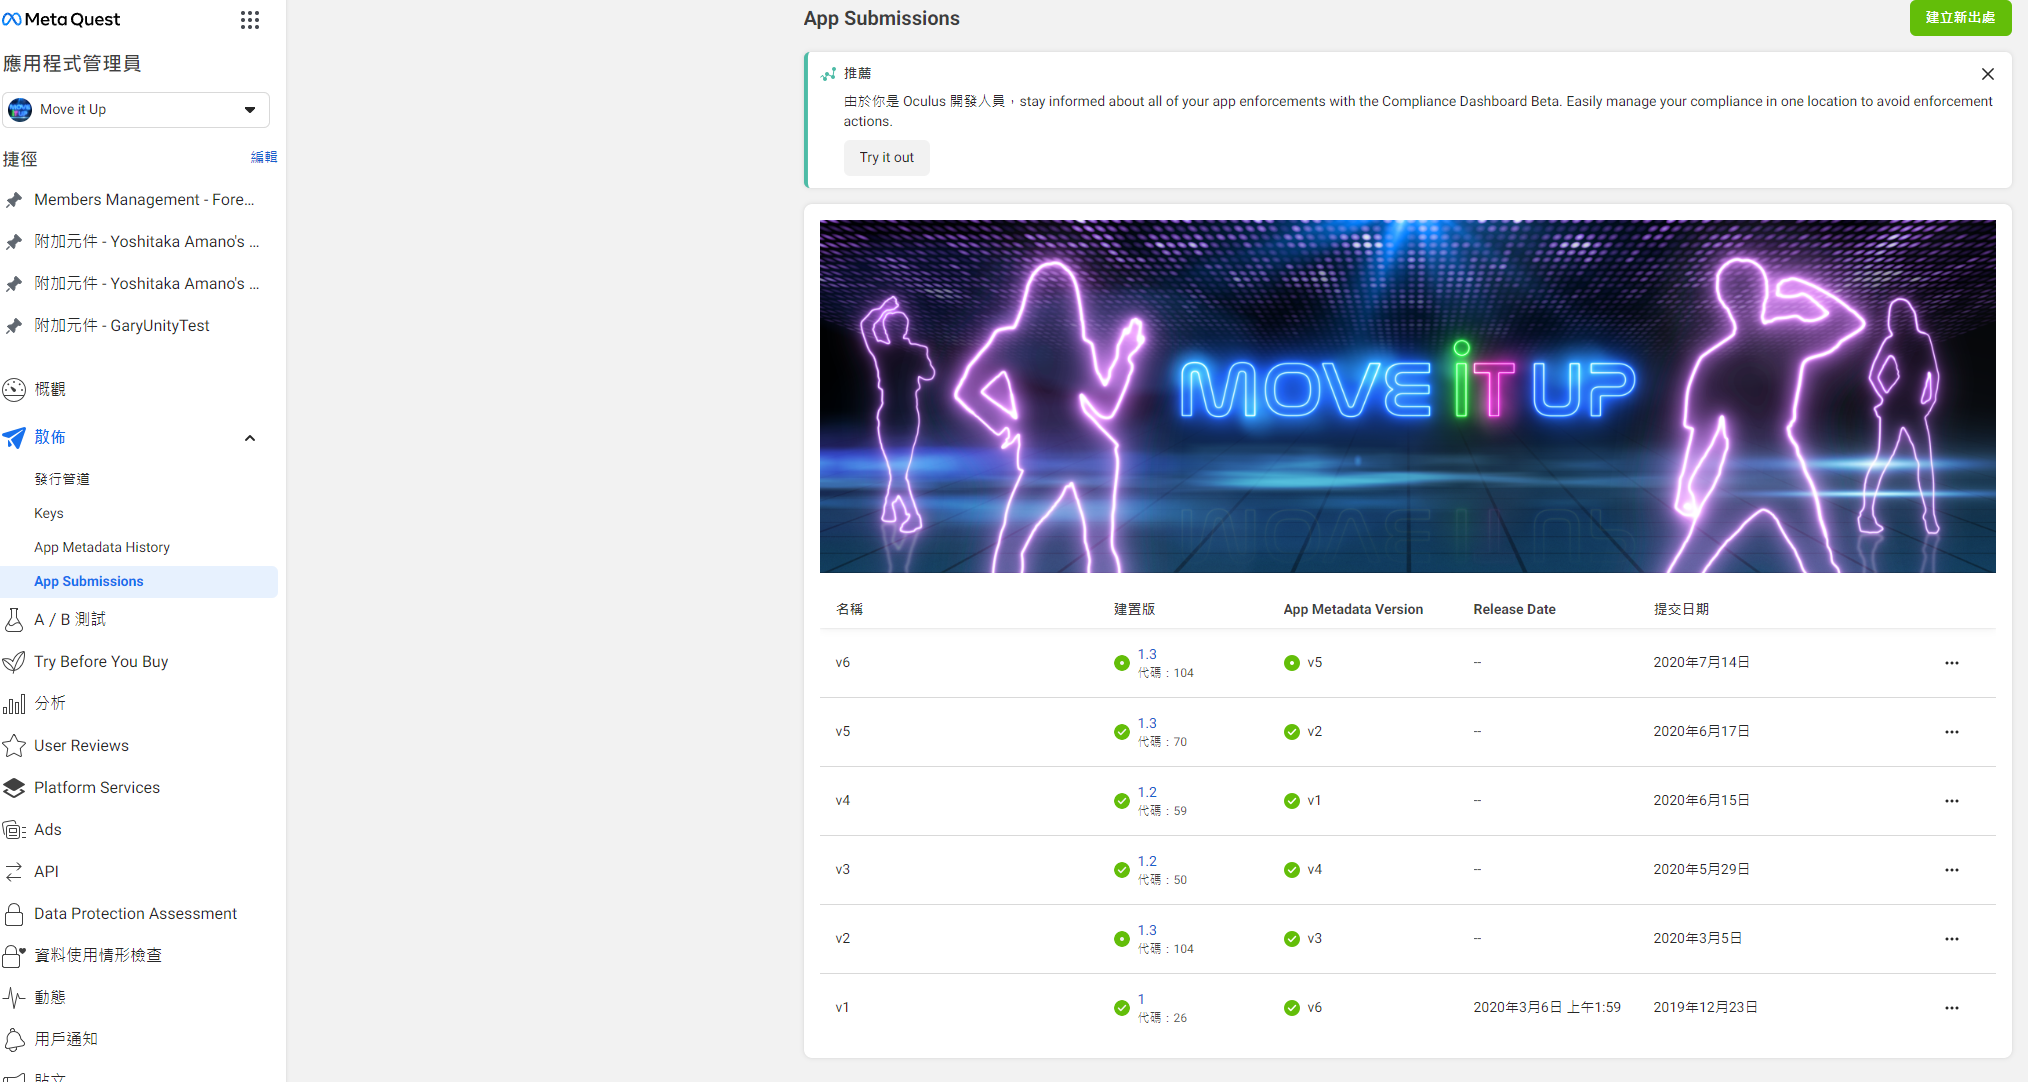 Meta Quest
應用程式管理員
Move it Up
捷徑
編輯
Members Management - Fore...
附加元件 - Yoshitaka Amano's ...
附加元件 - Yoshitaka Amano's ...
附加元件 - GaryUnityTest
概觀
散佈
發行管道
Keys
App Metadata History
App Submissions
A / B 測試
Try Before You Buy
分析
User Reviews
Platform Services
Ads
API
Data Protection Assessment
資料使用情形檢查
動態
用戶通知
貼文
App Submissions
建立新出處
推薦
由於你是 Oculus 開發人員，stay informed about all of your app enforcements with the Compliance Dashboard Beta. Easily manage your compliance in one location to avoid enforcement
actions.
Try it out
MOVE iT UP
名稱 建置版 App Metadata Version Release Date 提交日期
v6 1.3 v5 -- 2020年7月14日
代碼：104
v5 1.3 v2 -- 2020年6月17日
代碼：70
v4 1.2 v1 -- 2020年6月15日
代碼：59
v3 1.2 v4 -- 2020年5月29日
代碼：50
v2 1.3 v3 -- 2020年3月5日
代碼：104
v1 1 v6 2020年3月6日 上午1:59 2019年12月23日
代碼：26